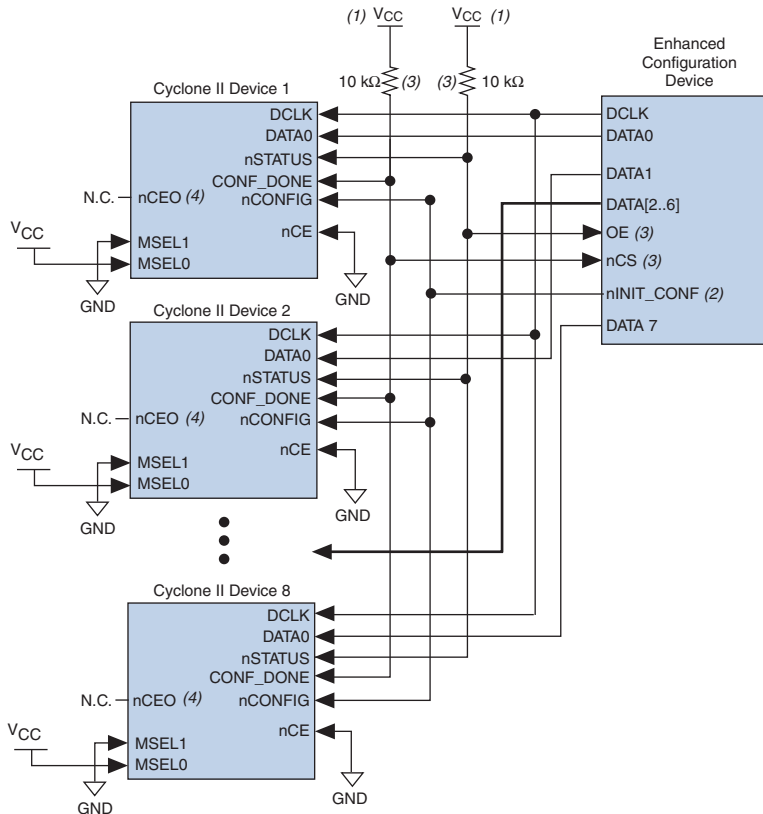 (1) VCC
VCC (1)
10 kΩ (3)
(3) 10 kΩ
Enhanced
Configuration
Device
DCLK
DATA0
DATA1
DATA[2..6]
OE (3)
nCS (3)
nINIT_CONF (2)
DATA 7
Cyclone II Device 1
DCLK
DATA0
nSTATUS
CONF_DONE
nCONFIG
nCE
N.C.
nCEO (4)
MSEL1
MSEL0
VCC
GND
GND
Cyclone II Device 2
DCLK
DATA0
nSTATUS
CONF_DONE
nCONFIG
nCE
N.C.
nCEO (4)
MSEL1
MSEL0
VCC
GND
GND
Cyclone II Device 8
DCLK
DATA0
nSTATUS
CONF_DONE
nCONFIG
nCE
N.C.
nCEO (4)
MSEL1
MSEL0
VCC
GND
GND